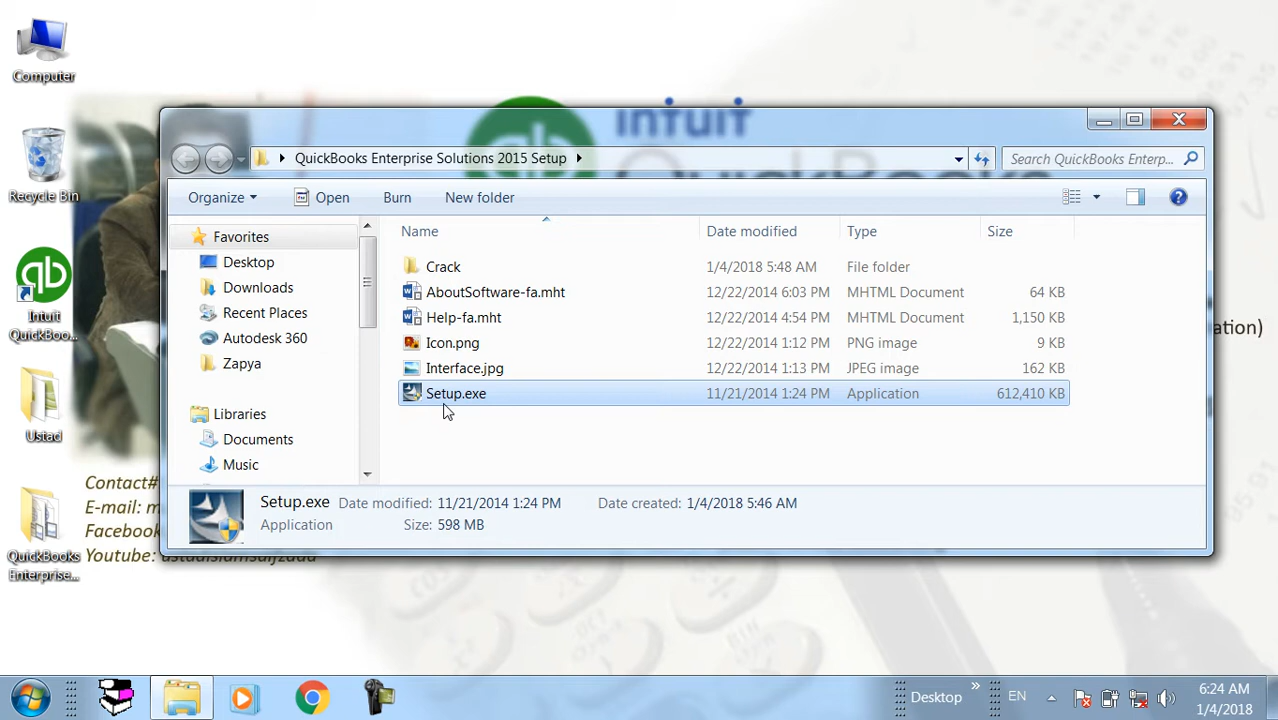 Computer
Recycle Bin
Intuit
QuickBoo...
Ustad
QuickBooks
Enterprise...
intuit
QuickBooks Enterprise Solutions 2015 Setup
Search QuickBooks Enterp...
Organize
Open
Burn
New folder
Favorites
Desktop
Downloads
Recent Places
Autodesk 360
Zapya
Libraries
Documents
Music
Name Date modified Type Size
Crack 1/4/2018 5:48 AM File folder
AboutSoftware-fa.mht 12/22/2014 6:03 PM MHTML Document 64 KB
Help-fa.mht 12/22/2014 4:54 PM MHTML Document 1,150 KB
Icon.png 12/22/2014 1:12 PM PNG image 9 KB
Interface.jpg 12/22/2014 1:13 PM JPEG image 162 KB
Setup.exe 11/21/2014 1:24 PM Application 612,410 KB
Setup.exe Date modified: 11/21/2014 1:24 PM Date created: 1/4/2018 5:46 AM
Application Size: 598 MB
Contact#
E-mail:
Facebook
Youtube:
Desktop
EN
6:24 AM
1/4/2018